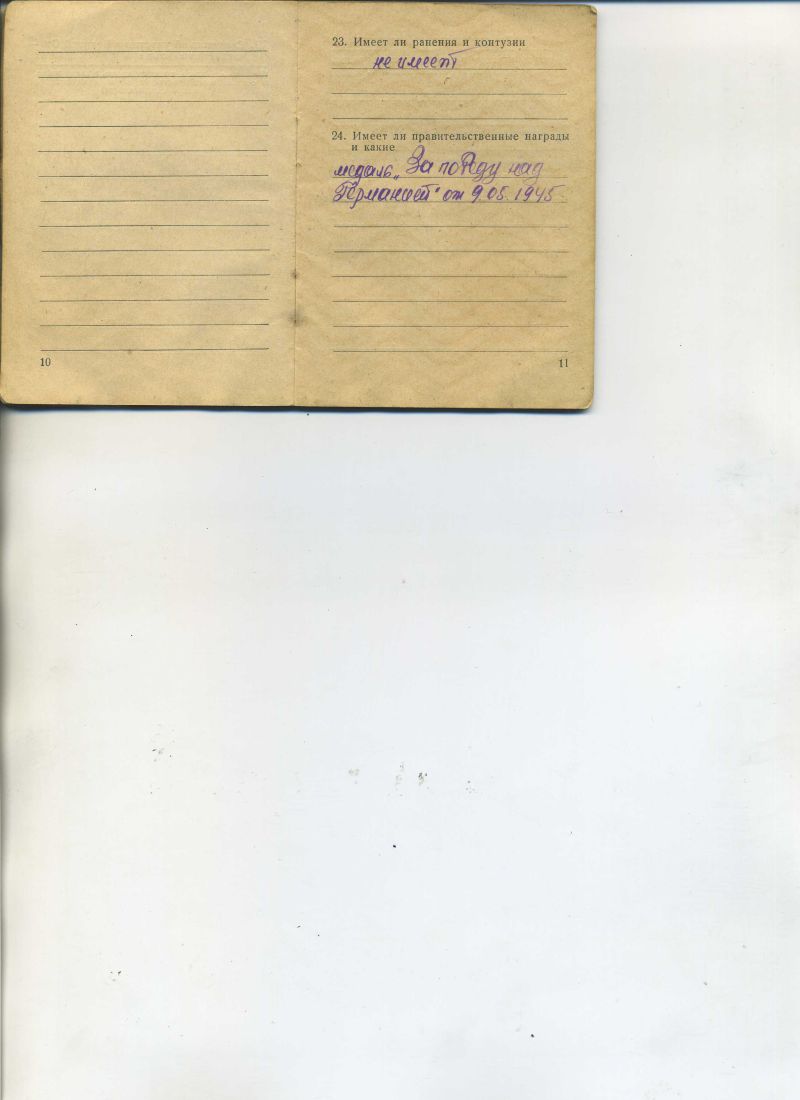 23. Имеет ли ранения и контузии
не имеет
24. Имеет ли правительственные награды
и какие
медаль „За победу над
Германией" от 9.05.1945
10
11